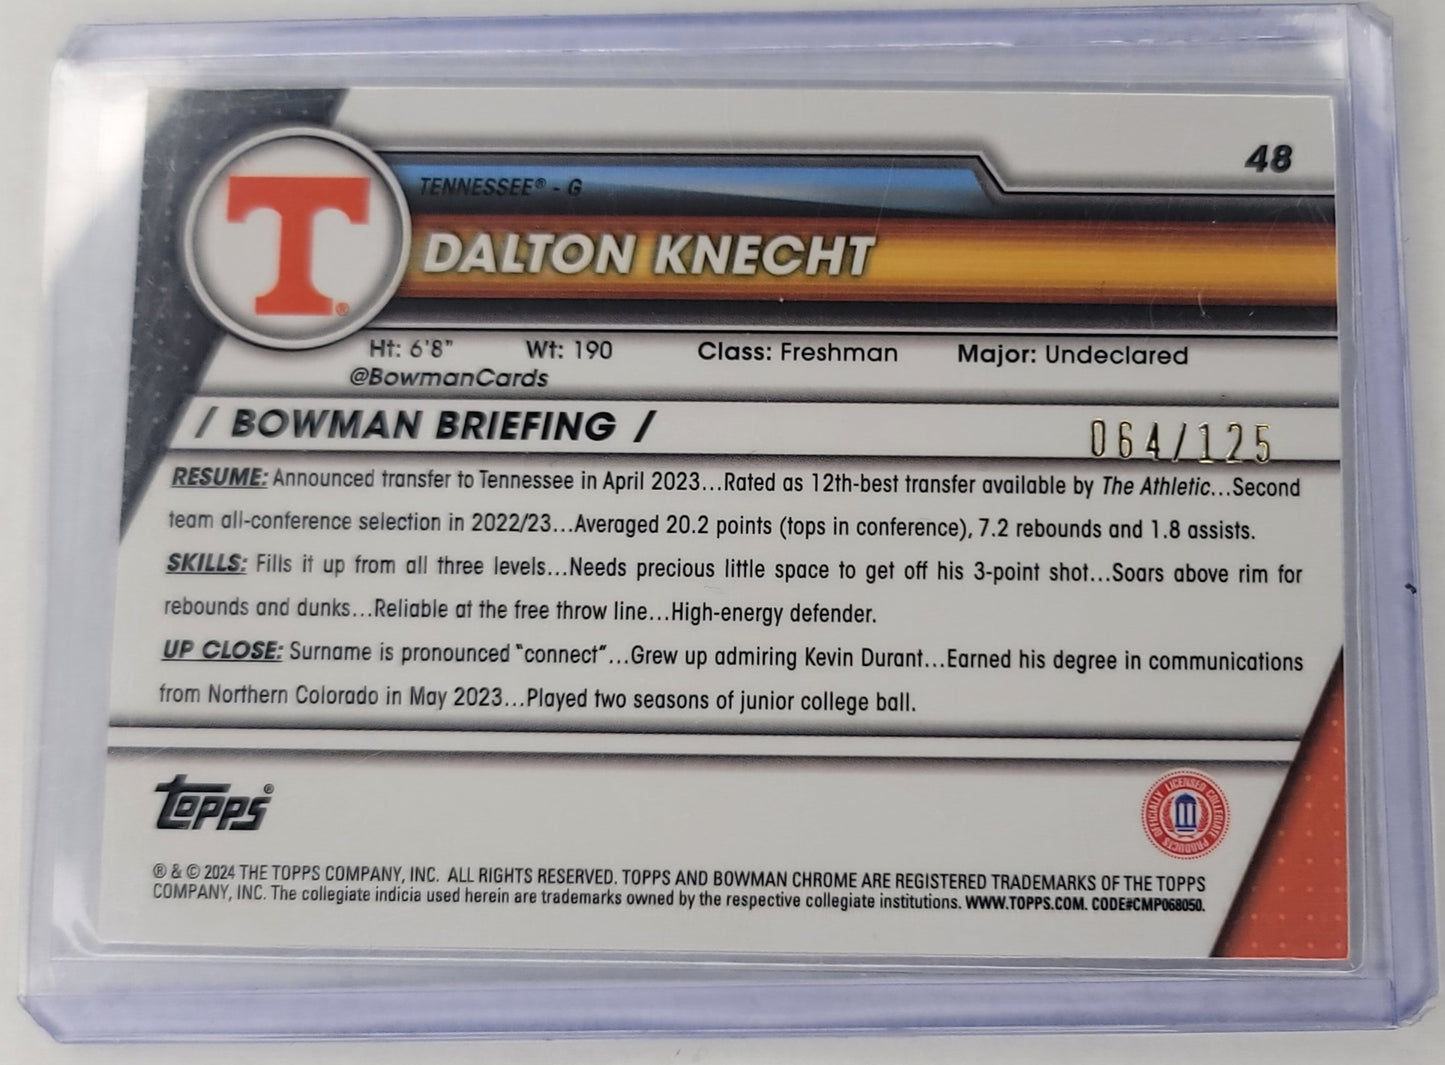 48
TENNESSEE® - G
DALTON KNECHT
Ht: 6'8" Wt: 190 Class: Freshman Major: Undeclared
@BowmanCards
/ BOWMAN BRIEFING /
064/125
RESUME: Announced transfer to Tennessee in April 2023...Rated as 12th-best transfer available by The Athletic...Second
team all-conference selection in 2022/23...Averaged 20.2 points (tops in conference), 7.2 rebounds and 1.8 assists.
SKILLS: Fills it up from all three levels...Needs precious little space to get off his 3-point shot...Soars above rim for
rebounds and dunks...Reliable at the free throw line...High-energy defender.
UP CLOSE: Surname is pronounced "connect"...Grew up admiring Kevin Durant...Earned his degree in communications
from Northern Colorado in May 2023...Played two seasons of junior college ball.
T®
Topps®
OFFICIALLY LICENSED COLLEGIATE PRODUCTS
® & © 2024 THE TOPPS COMPANY, INC. ALL RIGHTS RESERVED. TOPPS AND BOWMAN CHROME ARE REGISTERED TRADEMARKS OF THE TOPPS
COMPANY, INC. The collegiate indicia used herein are trademarks owned by the respective collegiate institutions. WWW.TOPPS.COM. CODE#CMP068050.